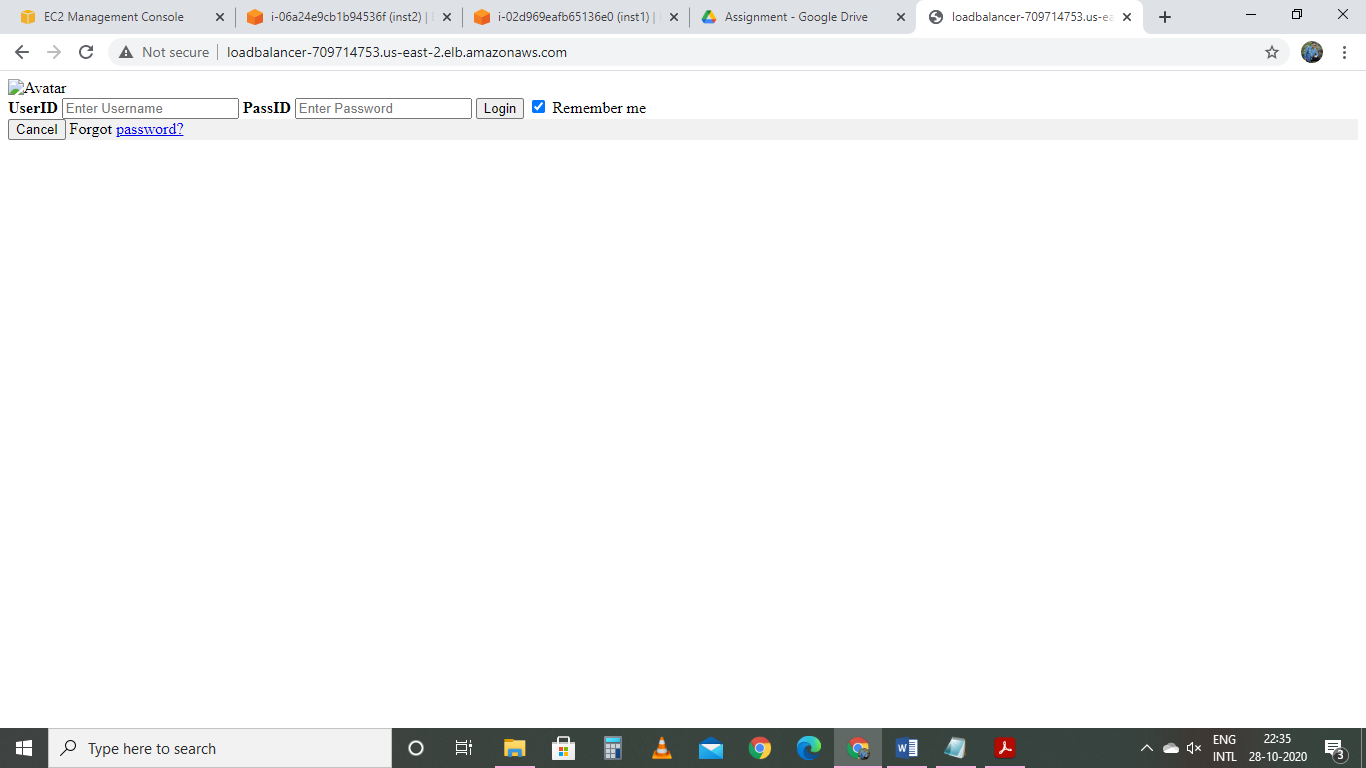 EC2 Management Console
i-06a24e9cb1b94536f (inst2) |
i-02d969eafb65136e0 (inst1) |
Assignment - Google Drive
loadbalancer-709714753.us-ea
Not secure
loadbalancer-709714753.us-east-2.elb.amazonaws.com
Avatar
UserID Enter Username PassID Enter Password Login Remember me
Cancel Forgot password?
Type here to search
ENG
INTL
22:35
28-10-2020
3